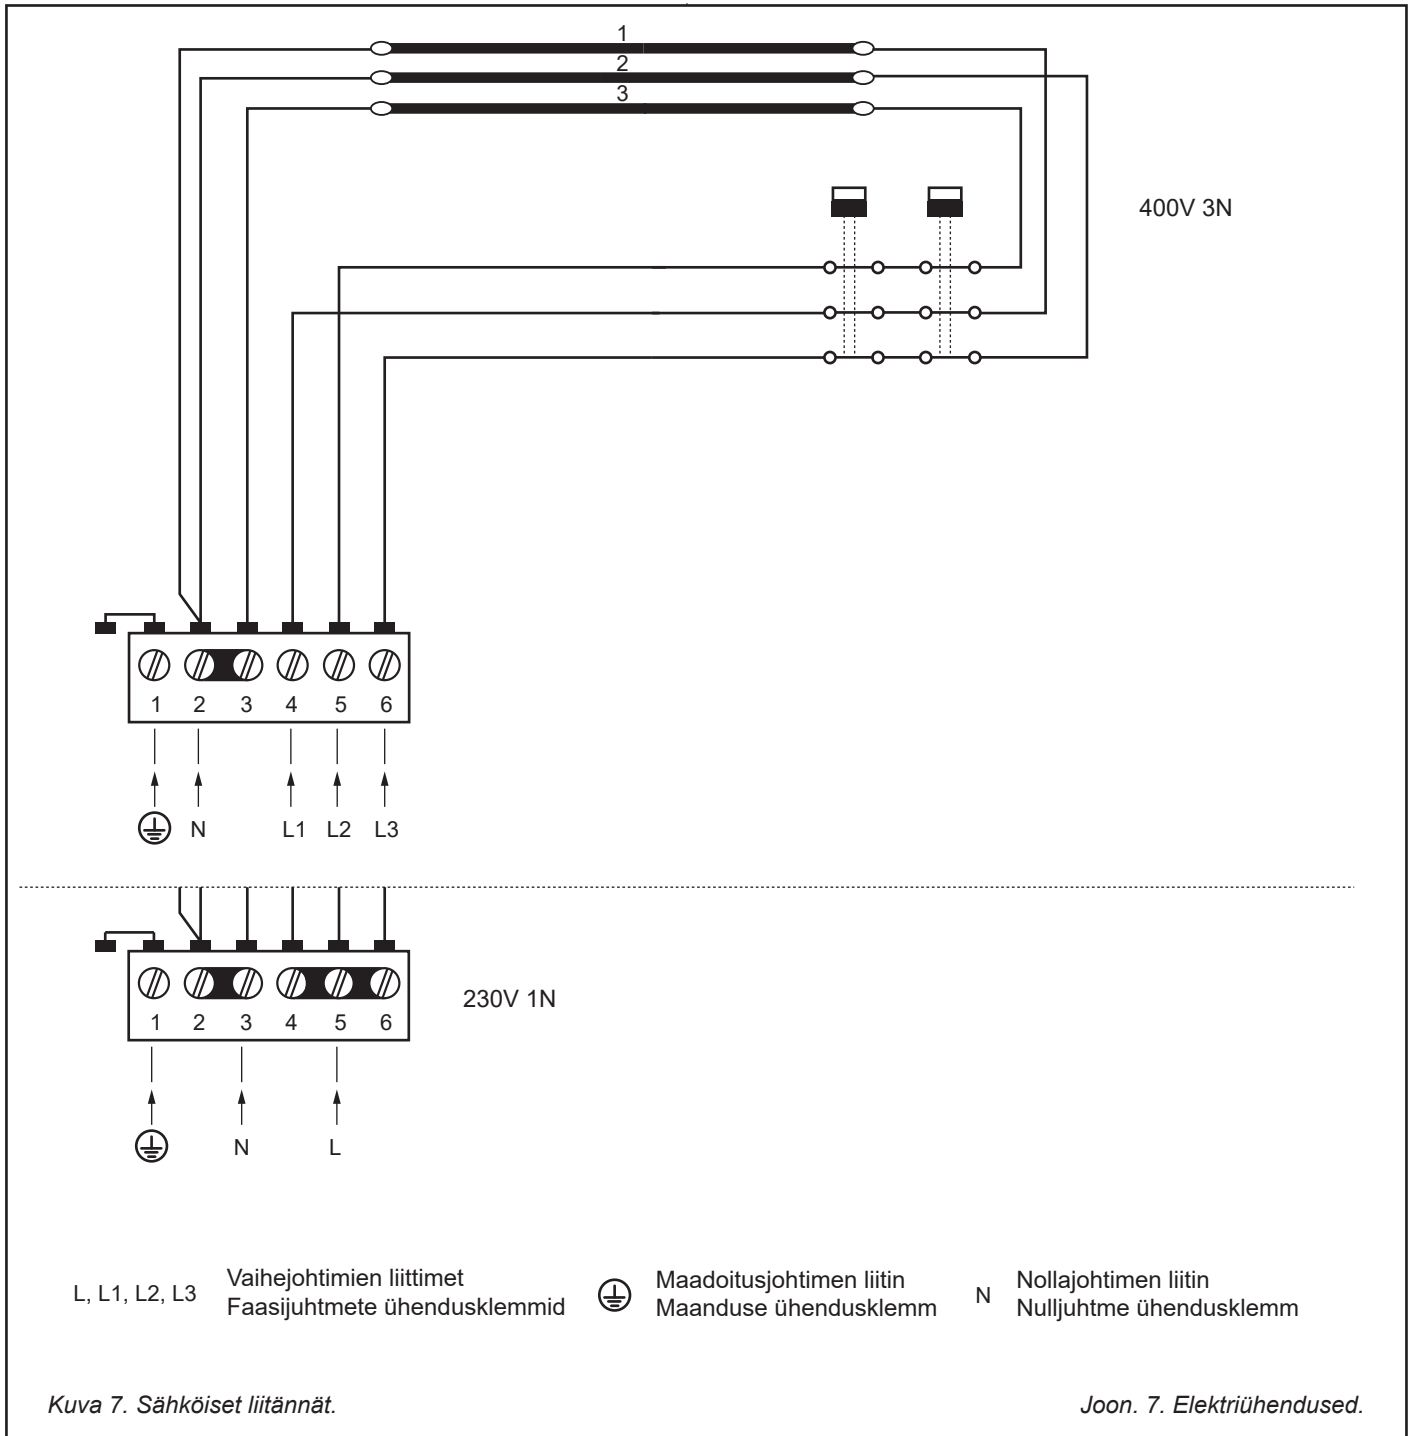 1
2
3
400V 3N
1 2 3 4 5 6
N L1 L2 L3
230V 1N
1 2 3 4 5 6
N L
L, L1, L2, L3
Vaihejohtimien liittimet
Faasijuhtmete ühendusklemmid
Maadoitusjohtimen liitin
Maanduse ühendusklemm
N
Nollajohtimen liitin
Nulljuhtme ühendusklemm
Kuva 7. Sähköiset liitännät.
Joon. 7. Elektriühendused.